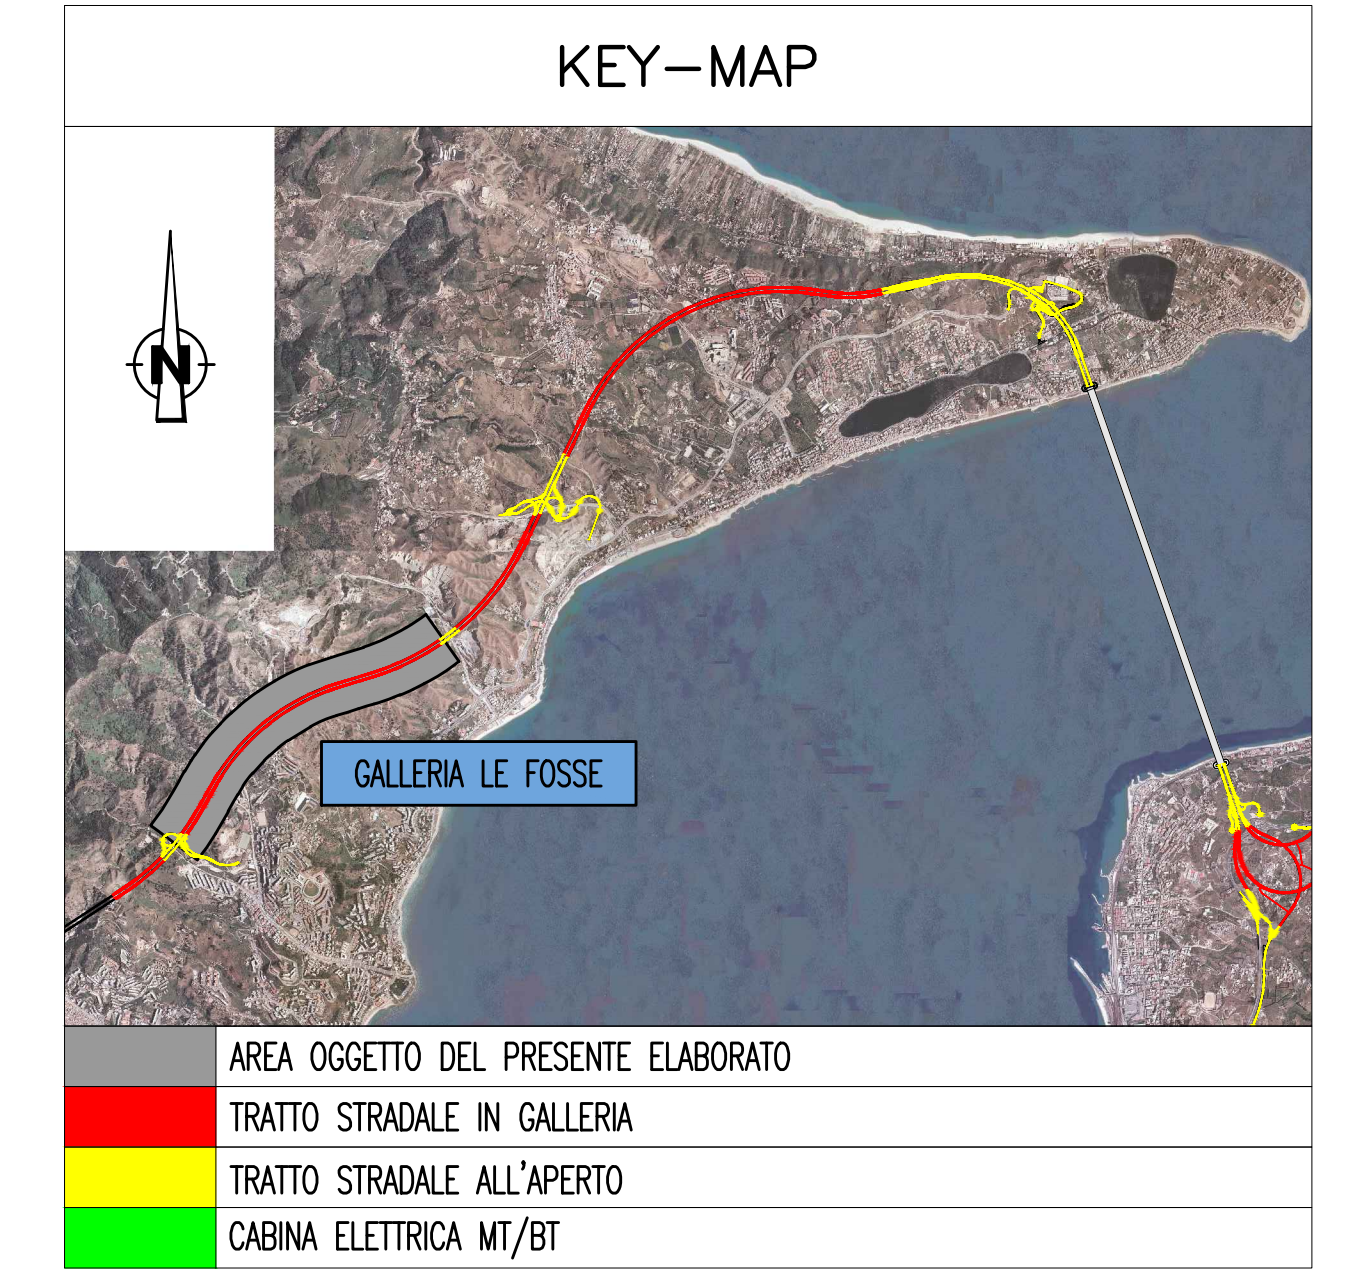 KEY-MAP
N
GALLERIA LE FOSSE
AREA OGGETTO DEL PRESENTE ELABORATO
TRATTO STRADALE IN GALLERIA
TRATTO STRADALE ALL'APERTO
CABINA ELETTRICA MT/BT